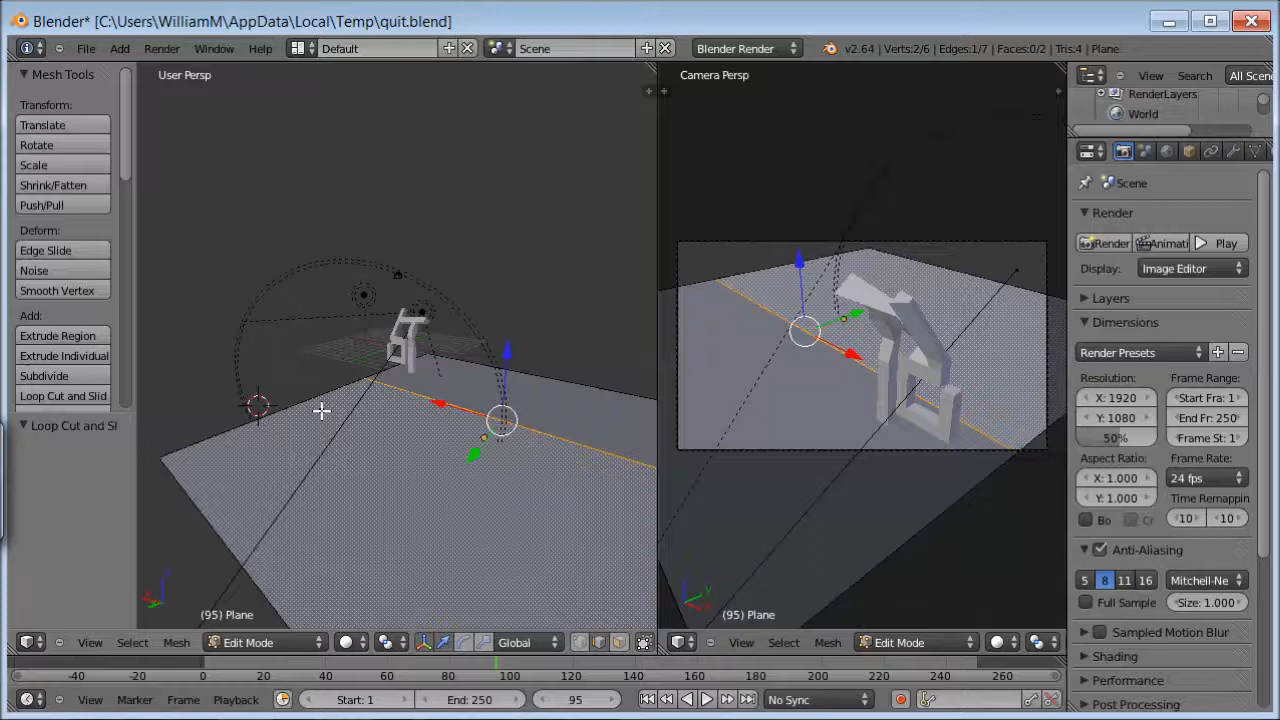 Blender* [C:\Users\WilliamM\AppData\Local\Temp\quit.blend]
File Add Render Window Help Default Scene Blender Render v2.64 | Verts:2/6 | Edges:1/7 | Faces:0/2 | Tris:4 | Plane
Mesh Tools
Transform:
Translate
Rotate
Scale
Shrink/Fatten
Push/Pull
Deform:
Edge Slide
Noise
Smooth Vertex
Add:
Extrude Region
Extrude Individual
Subdivide
Loop Cut and Slid
Loop Cut and Sl
User Persp
(95) Plane
View Select Mesh Edit Mode Global
Camera Persp
(95) Plane
View Select Mesh Edit Mode
View Search All Scene
RenderLayers
World
Scene
Render
Render Animati Play
Display: Image Editor
Layers
Dimensions
Render Presets
Resolution: Frame Range:
X: 1920 Start Fra: 1
Y: 1080 End Fr: 250
50% Frame St: 1
Aspect Ratio: Frame Rate:
X: 1.000 24 fps
Y: 1.000 Time Remappin
Bo Cr 10 10
Anti-Aliasing
5 8 11 16 Mitchell-Ne
Full Sample Size: 1.000
Sampled Motion Blur
Shading
Performance
Post Processing
-40 -20 0 20 40 60 80 100 120 140 160 180 200 220 240 260
View Marker Frame Playback Start: 1 End: 250 95 No Sync